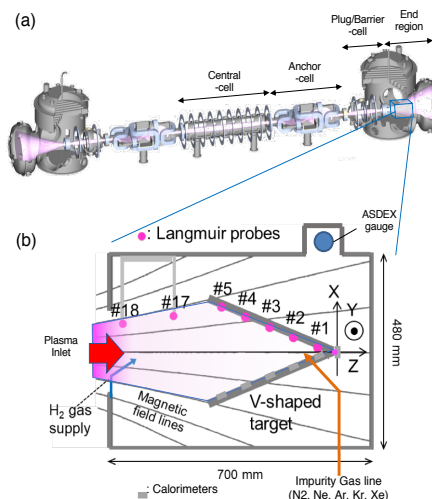 (a)
Plug/Barrier
-cell
End
region
Central
-cell
Anchor
-cell
(b)
: Langmuir probes
ASDEX
gauge
#18
#17
#5
#4
#3
#2
#1
X
Y
Z
Plasma
Inlet
480 mm
H2 gas
supply
Magnetic
field lines
V-shaped
target
700 mm
: Calorimeters
Impurity Gas line
(N2, Ne, Ar, Kr, Xe)